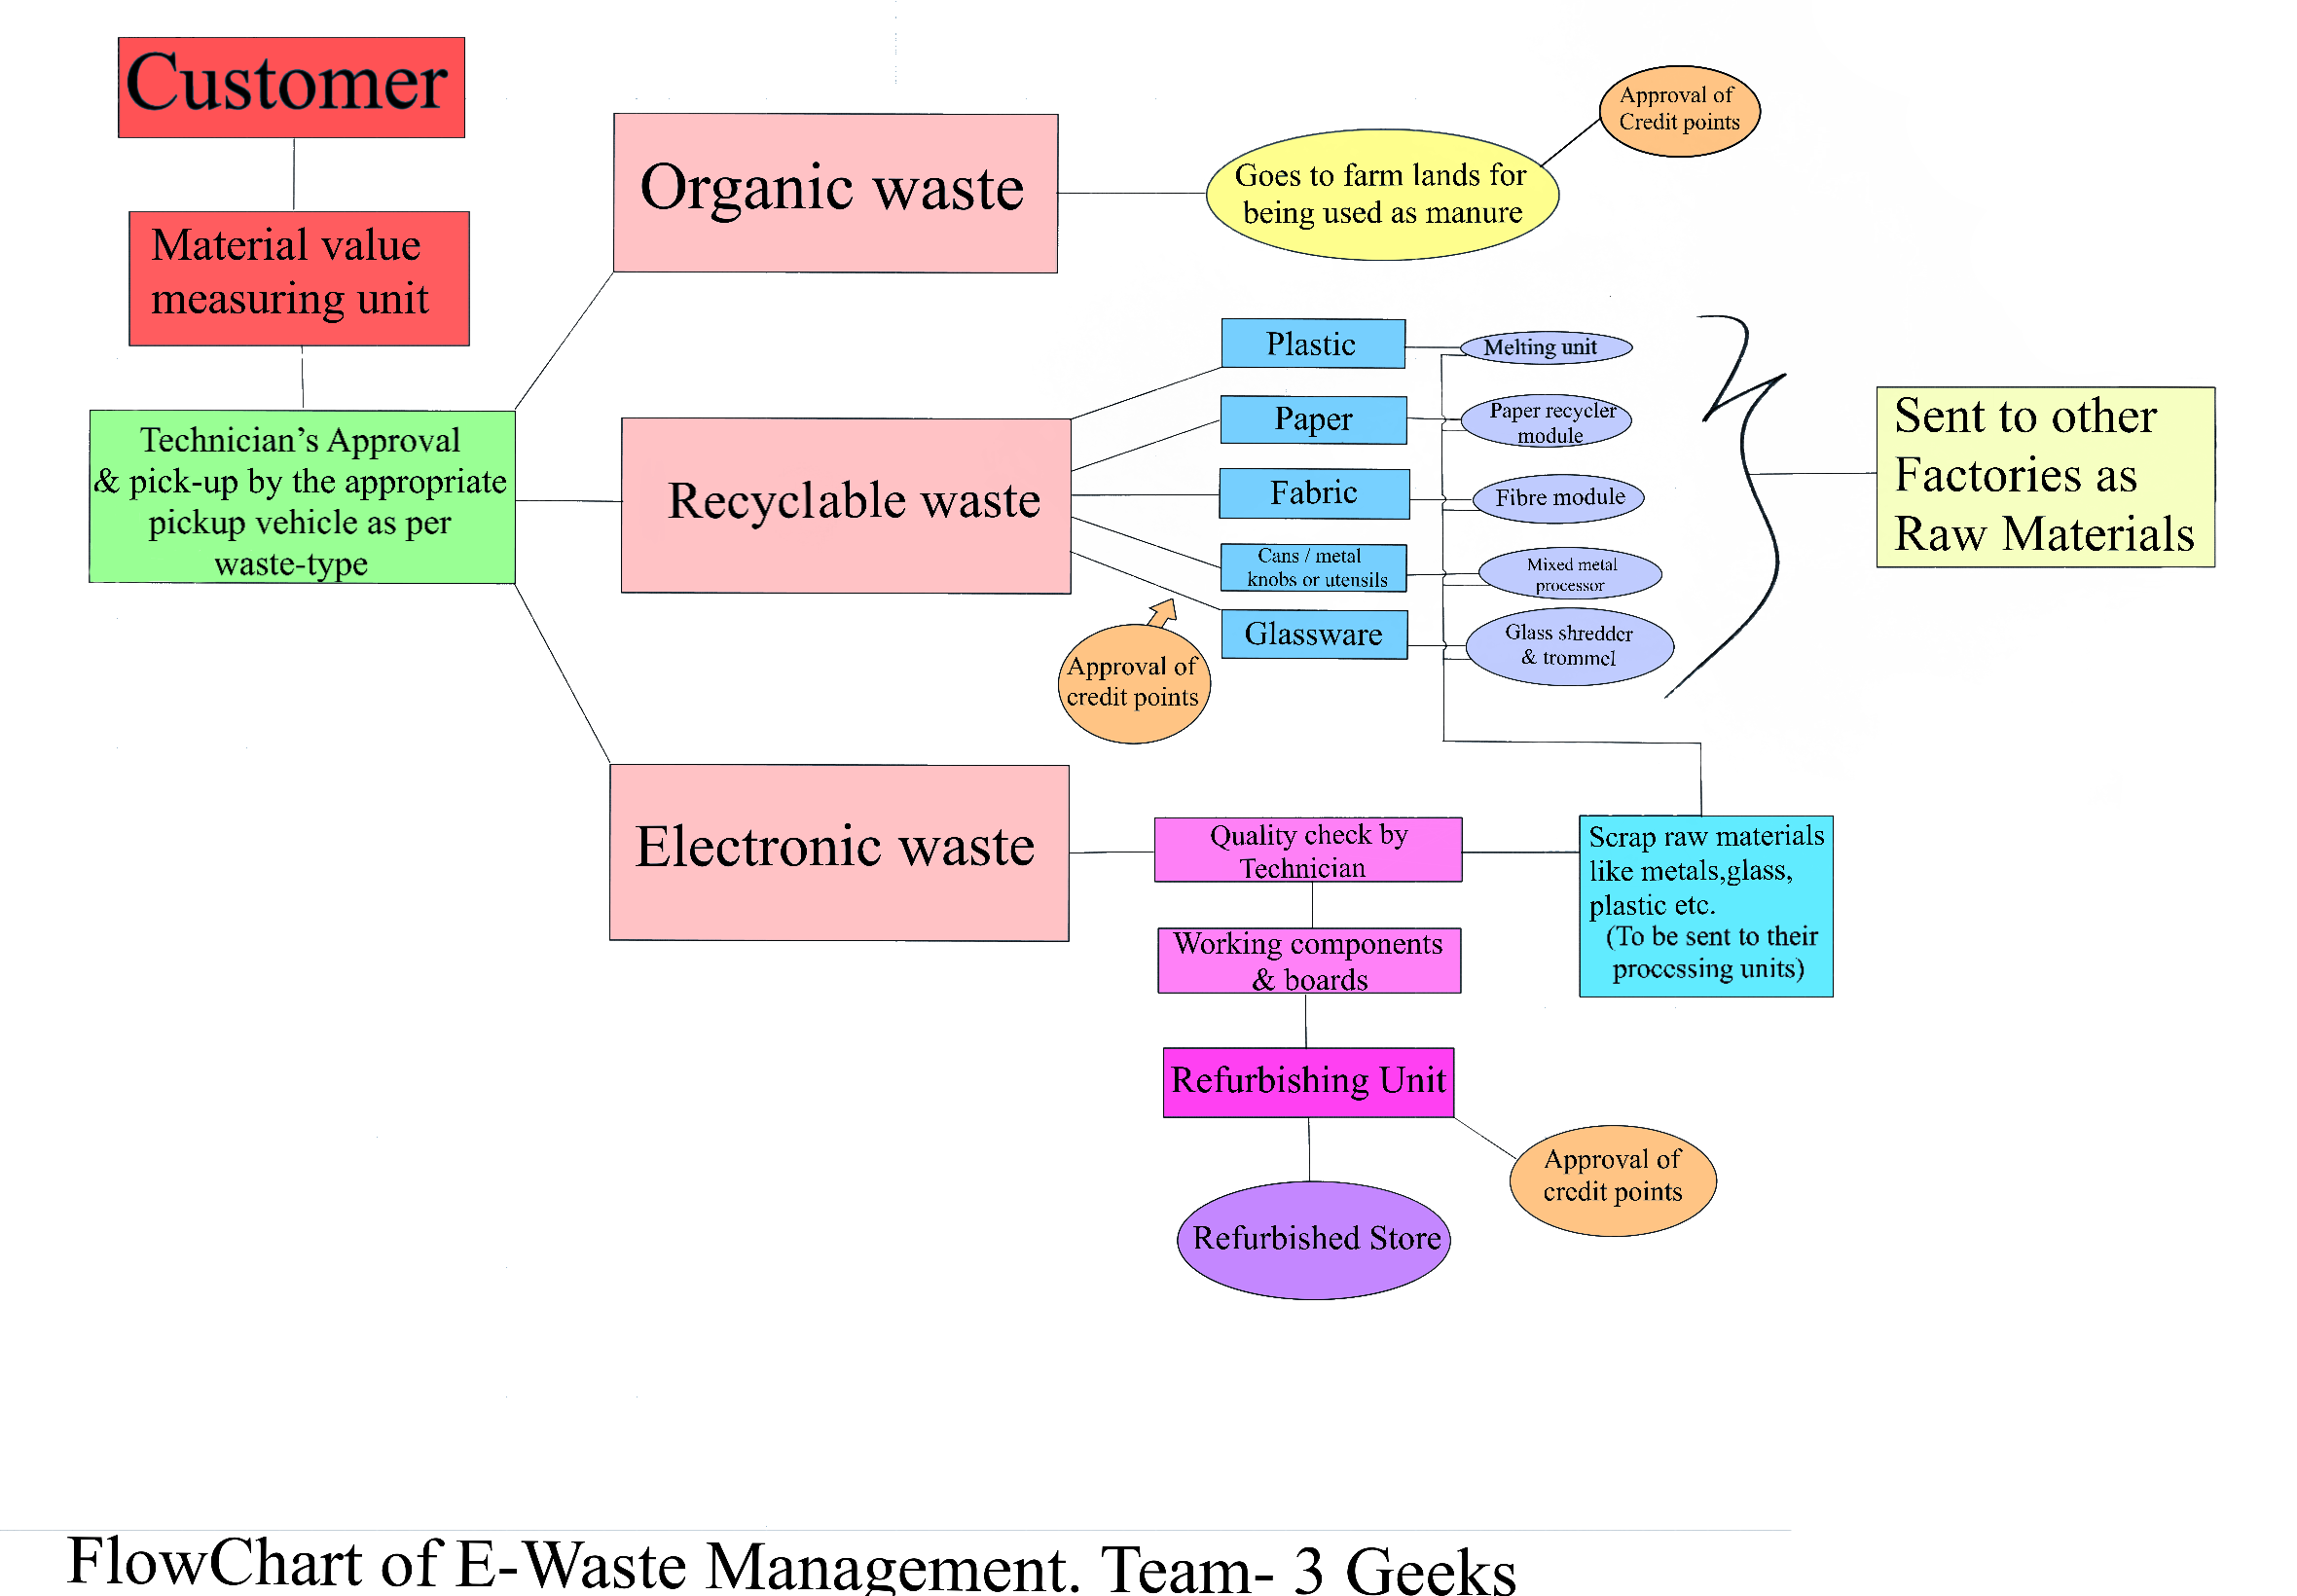 Customer
Material value
measuring unit
Technician’s Approval
& pick-up by the appropriate
pickup vehicle as per
waste-type
Organic waste
Goes to farm lands for
being used as manure
Approval of
Credit points
Recyclable waste
Plastic
Melting unit
Paper
Paper recycler
module
Fabric
Fibre module
Cans / metal
knobs or utensils
Mixed metal
processor
Glassware
Glass shredder
& trommel
Approval of
credit points
Sent to other
Factories as
Raw Materials
Electronic waste
Quality check by
Technician
Scrap raw materials
like metals,glass,
plastic etc.
(To be sent to their
processing units)
Working components
& boards
Refurbishing Unit
Approval of
credit points
Refurbished Store
FlowChart of E-Waste Management. Team- 3 Geeks